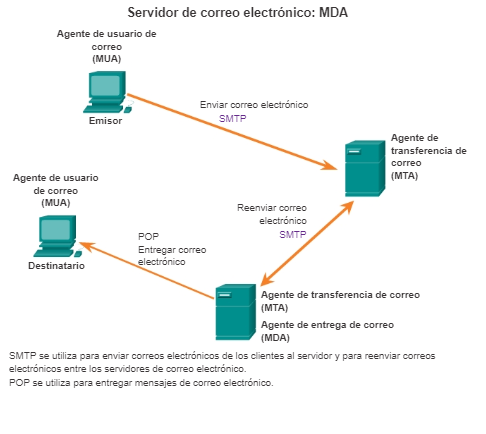 Servidor de correo electrónico: MDA
Agente de usuario de
correo
(MUA)
Emisor
Enviar correo electrónico
SMTP
Agente de
transferencia de
correo
(MTA)
Agente de usuario
de correo
(MUA)
Destinatario
Reenviar correo
electrónico
SMTP
POP
Entregar correo
electrónico
Agente de transferencia de correo
(MTA)
Agente de entrega de correo
(MDA)
SMTP se utiliza para enviar correos electrónicos de los clientes al servidor y para reenviar correos
electrónicos entre los servidores de correo electrónico.
POP se utiliza para entregar mensajes de correo electrónico.